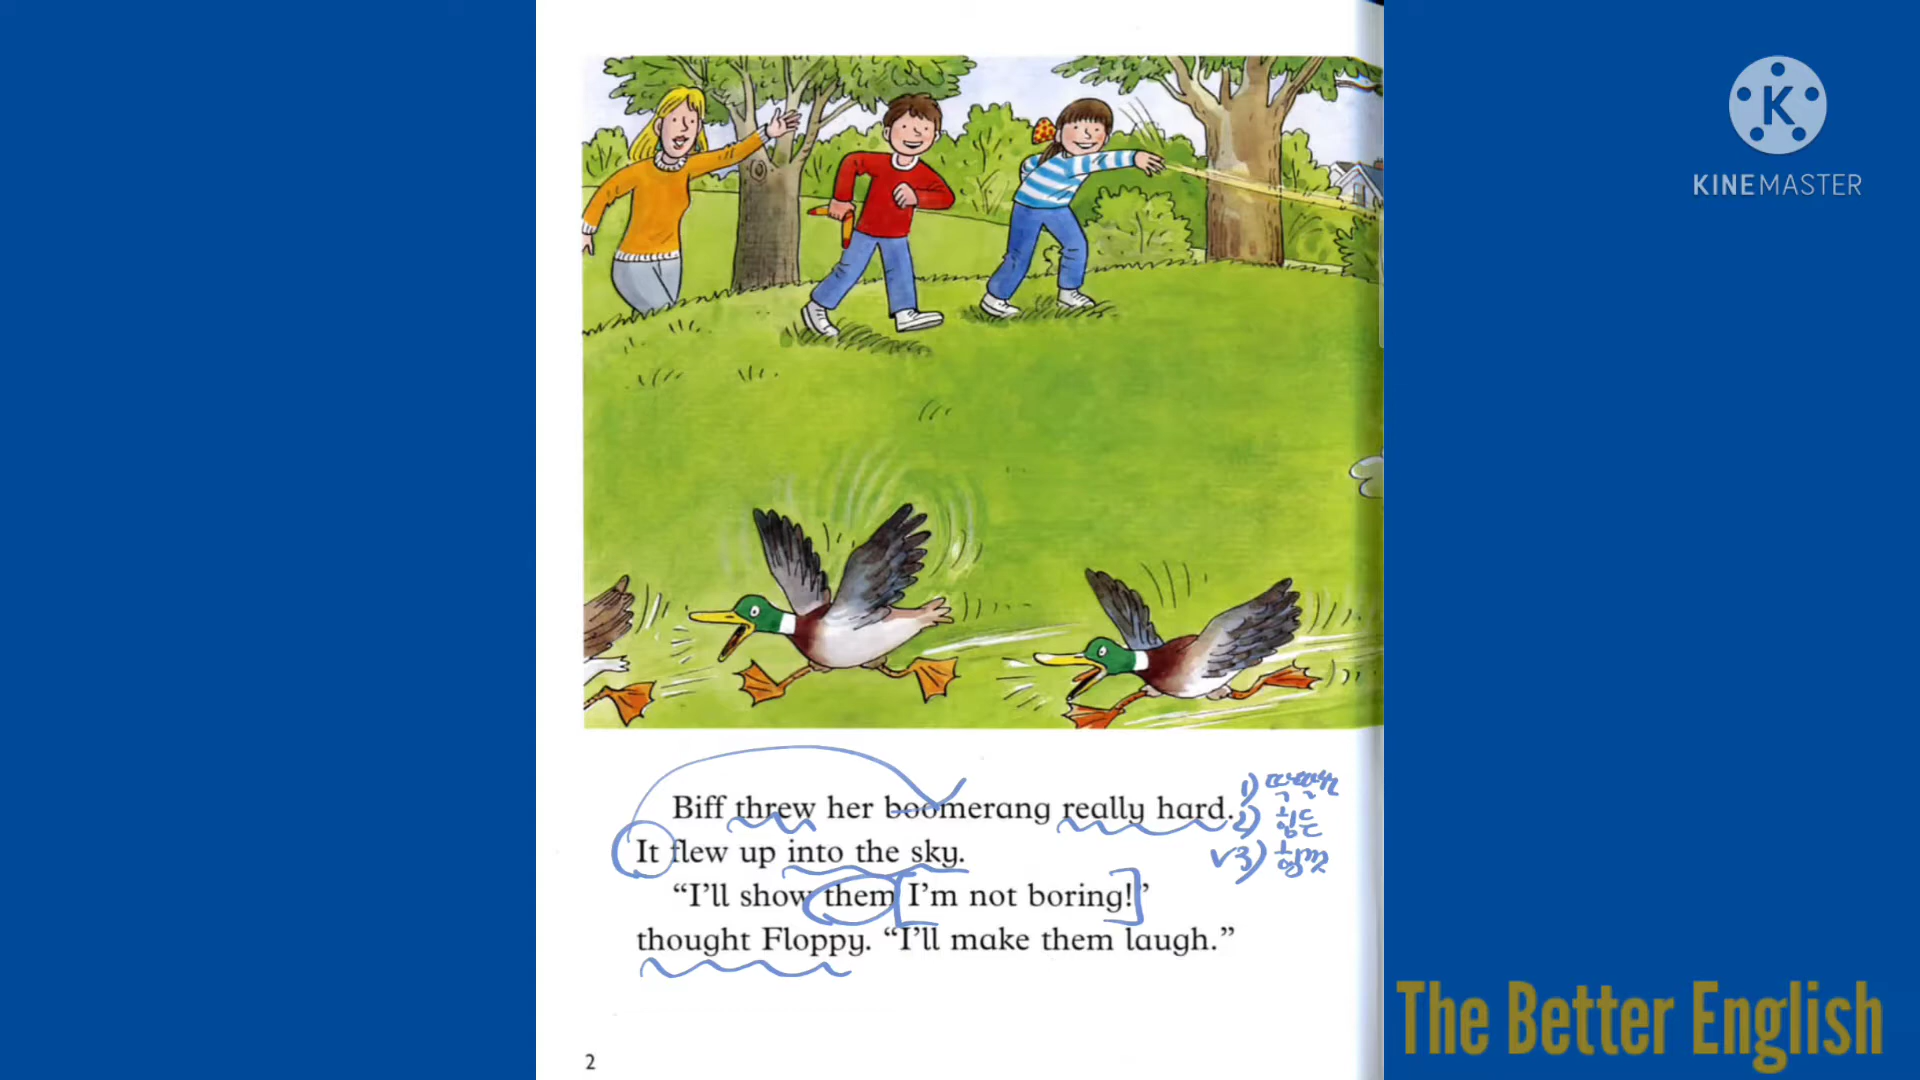 KINEMASTER
Biff threw her boomerang really hard.
It flew up into the sky.
“I’ll show them I’m not boring!”
thought Floppy. “I’ll make them laugh.”
1) 딱딱한
2) 힘든
√3) 힘껏
2
The Better English